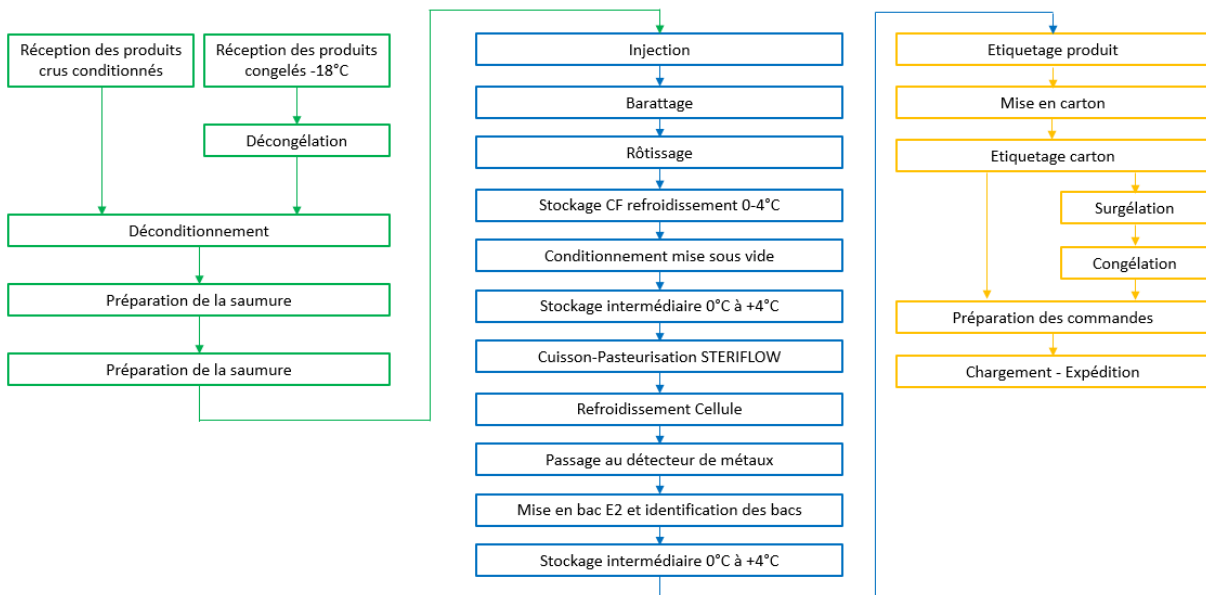 Réception des produits
crus conditionnés
Réception des produits
congelés -18°C
Décongélation
Déconditionnement
Préparation de la saumure
Préparation de la saumure
Injection
Barattage
Rôtissage
Stockage CF refroidissement 0-4°C
Conditionnement mise sous vide
Stockage intermédiaire 0°C à +4°C
Cuisson-Pasteurisation STERIFLOW
Refroidissement Cellule
Passage au détecteur de métaux
Mise en bac E2 et identification des bacs
Stockage intermédiaire 0°C à +4°C
Etiquetage produit
Mise en carton
Etiquetage carton
Surgélation
Congélation
Préparation des commandes
Chargement - Expédition